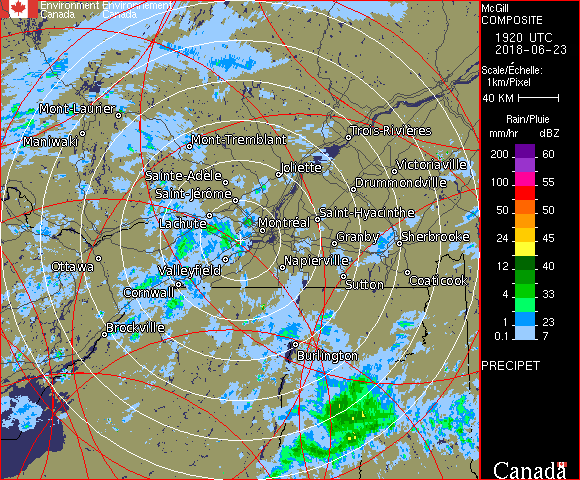 Environment Environnement
Canada Canada
McGill
COMPOSITE
1920 UTC
2018-06-23
Scale/Échelle:
1km/Pixel
40 KM
Rain/Pluie
mm/hr dBZ
200 60
100 55
50 50
24 45
12 40
4 33
1 23
0.1 7
PRECIPET
Canada
Mont-Laurier
Maniwaki
Mont-Tremblant
Trois-Rivières
Sainte-Adèle
Joliette
Victoriaville
Saint-Jérôme
Drummondville
Lachute
Montréal
Saint-Hyacinthe
Granby
Sherbrooke
Ottawa
Valleyfield
Napierville
Cornwall
Sutton
Coaticook
Brockville
Burlington